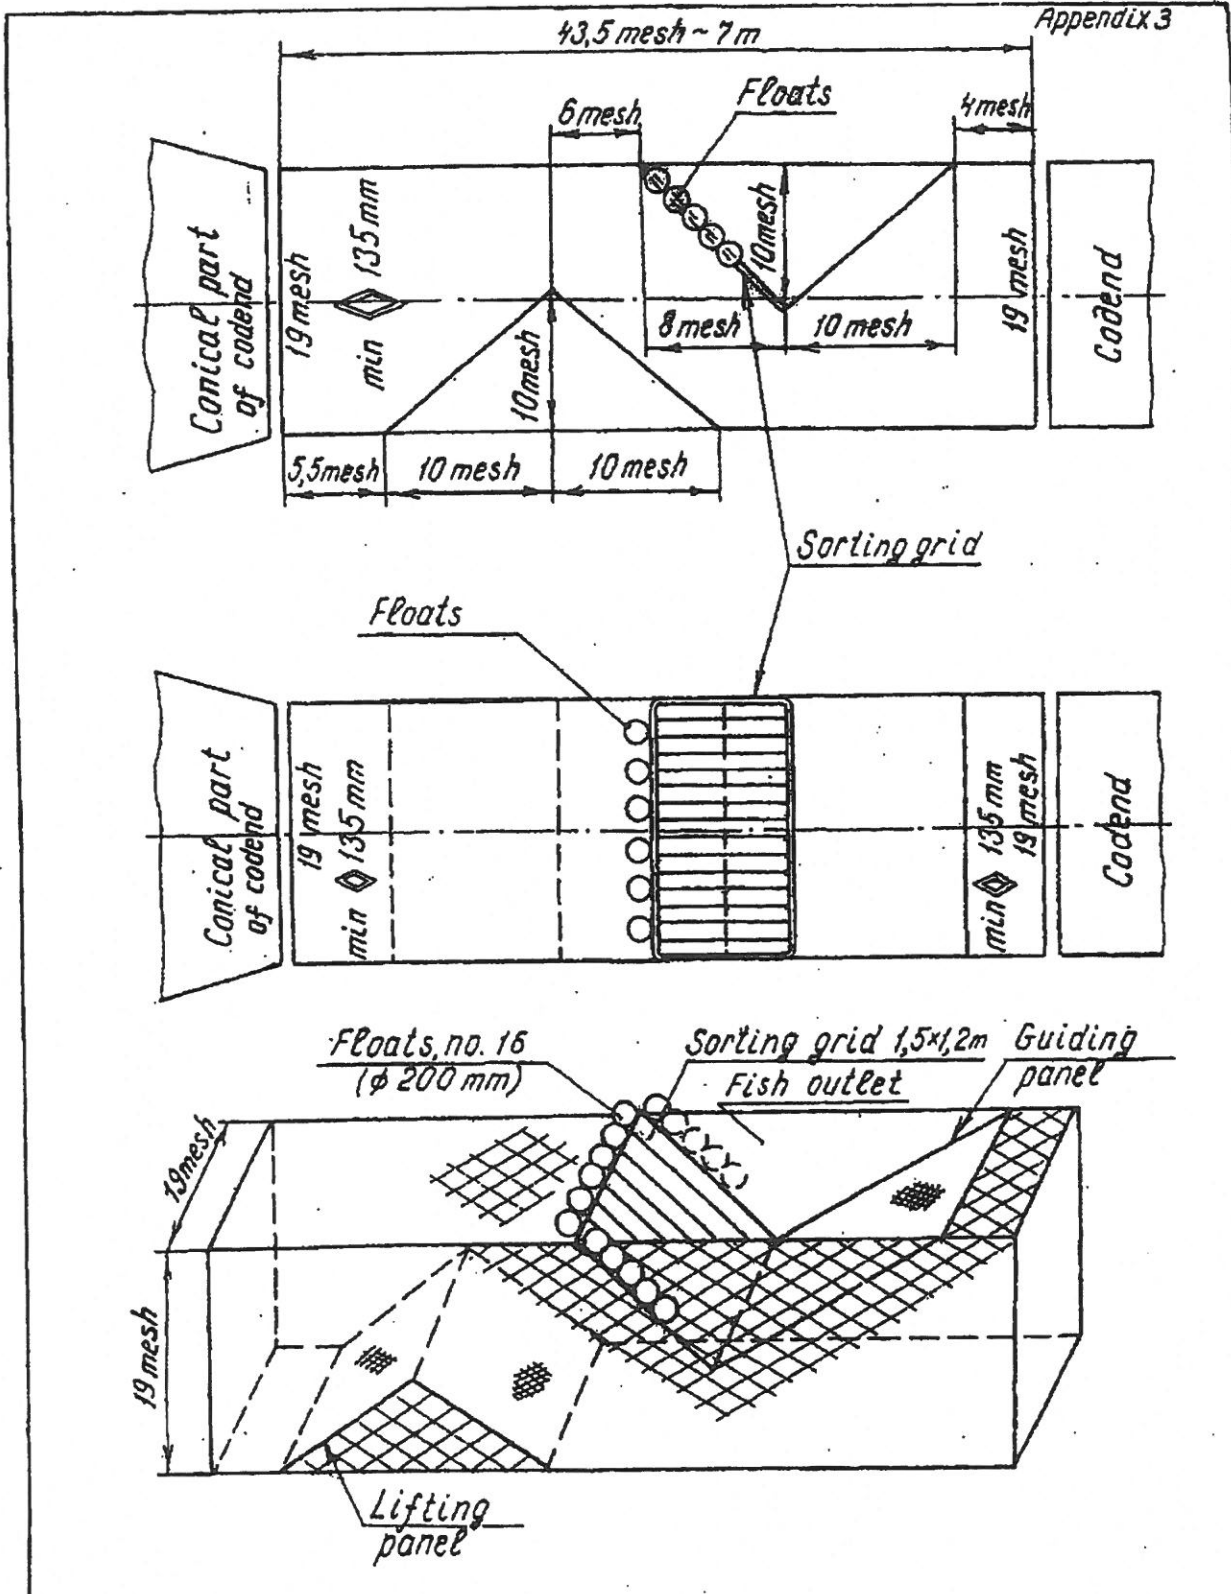 Appendix 3
43,5 mesh ~ 7 m
6 mesh
Floats
4 mesh
Conical part
of codend
19 mesh
min 135 mm
10 mesh
10 mesh
8 mesh
10 mesh
19 mesh
Codend
5,5 mesh
10 mesh
10 mesh
Sorting grid
Floats
Conical part
of codend
19 mesh
min 135 mm
min 135 mm
19 mesh
Codend
Floats, no. 16
(φ 200 mm)
Sorting grid 1,5×1,2m
Fish outlet
Guiding
panel
19 mesh
19 mesh
Lifting
panel